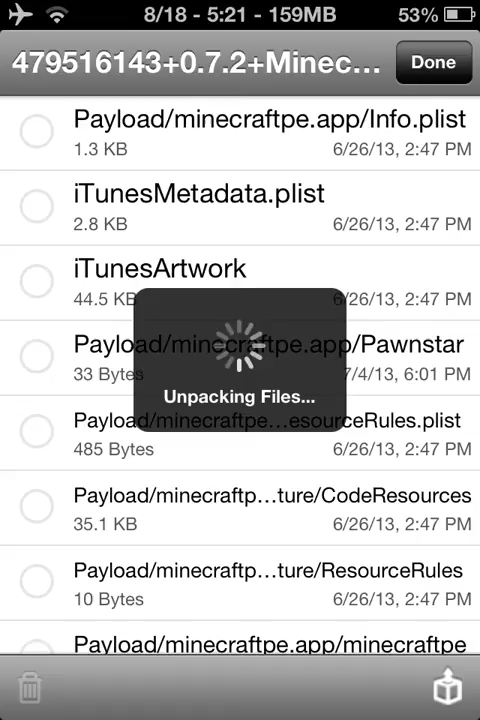 8/18 - 5:21 - 159MB 53%
479516143+0.7.2+Minec... Done
Payload/minecraftpe.app/Info.plist
1.3 KB 6/26/13, 2:47 PM
iTunesMetadata.plist
2.8 KB 6/26/13, 2:47 PM
iTunesArtwork
44.5 KB 6/26/13, 2:47 PM
Payload/minecraftpe.app/Pawnstar
33 Bytes 7/4/13, 6:01 PM
Unpacking Files...
Payload/minecraftpe...esourceRules.plist
485 Bytes 6/26/13, 2:47 PM
Payload/minecraftp...ture/CodeResources
35.1 KB 6/26/13, 2:47 PM
Payload/minecraftp...ture/ResourceRules
10 Bytes 6/26/13, 2:47 PM
Payload/minecraftpe.app/minecraftpe